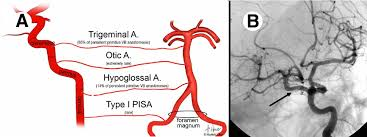 A
B
Trigeminal A.
(85% of persistent primitive VB anastomoses)
Otic A.
(extremely rare)
Hypoglossal A.
(14% of persistent primitive VB anastomoses)
Type I PISA
(rare)
foramen
magnum